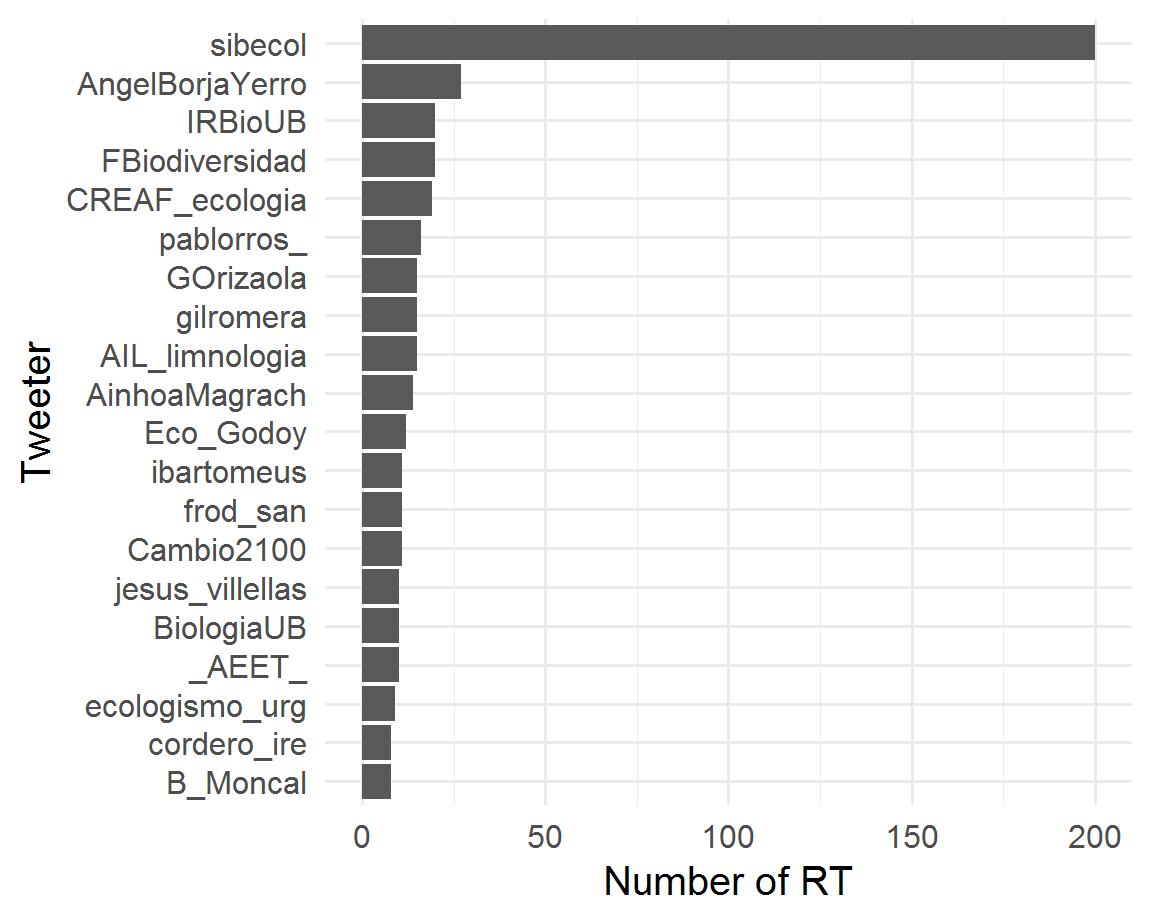 sibecol
AngelBorjaYerro
IRBioUB
FBiodiversidad
CREAF_ecologia
pablorros_
GOrizaola
gilromera
AIL_limnologia
AinhoaMagrach
Eco_Godoy
ibartomeus
frod_san
Cambio2100
jesus_villellas
BiologiaUB
_AEET_
ecologismo_urg
cordero_ire
B_Moncal
Tweeter
0 50 100 150 200
Number of RT